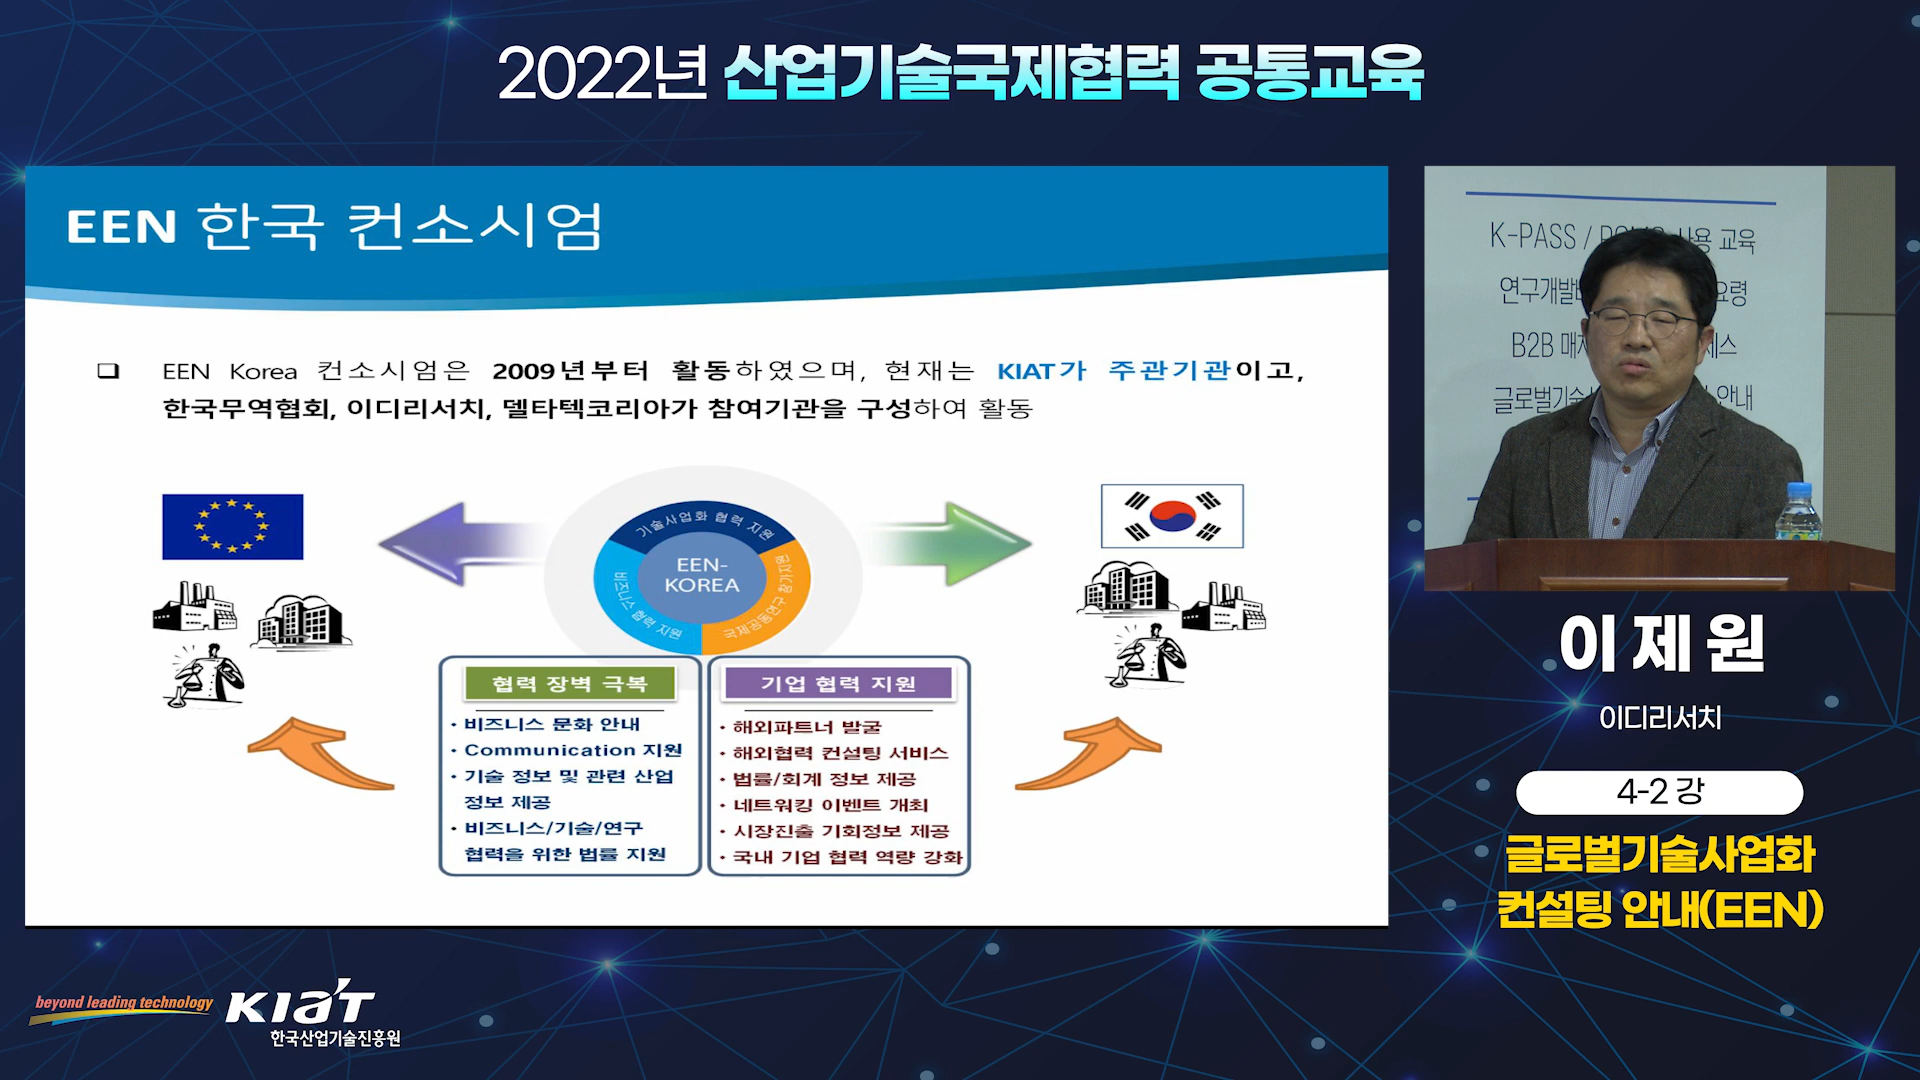 2022년 산업기술국제협력 공통교육
EEN 한국 컨소시엄
❑ EEN Korea 컨소시엄은 2009년부터 활동하였으며, 현재는 KIAT가 주관기관이고,
한국무역협회, 이디리서치, 델타텍코리아가 참여기관을 구성하여 활동
기술사업화 협력 지원
EEN-
KOREA
비즈니스 협력 지원
국제공동연구 참가지원
협력 장벽 극복
• 비즈니스 문화 안내
• Communication 지원
• 기술 정보 및 관련 산업
정보 제공
• 비즈니스/기술/연구
협력을 위한 법률 지원
기업 협력 지원
• 해외파트너 발굴
• 해외협력 컨설팅 서비스
• 법률/회계 정보 제공
• 네트워킹 이벤트 개최
• 시장진출 기회정보 제공
• 국내 기업 협력 역량 강화
K-PASS / 사용 교육
연구개발 요령
B2B
안내
이제원
이디리서치
4-2 강
글로벌기술사업화
컨설팅 안내(EEN)
beyond leading technology
KIAT
한국산업기술진흥원